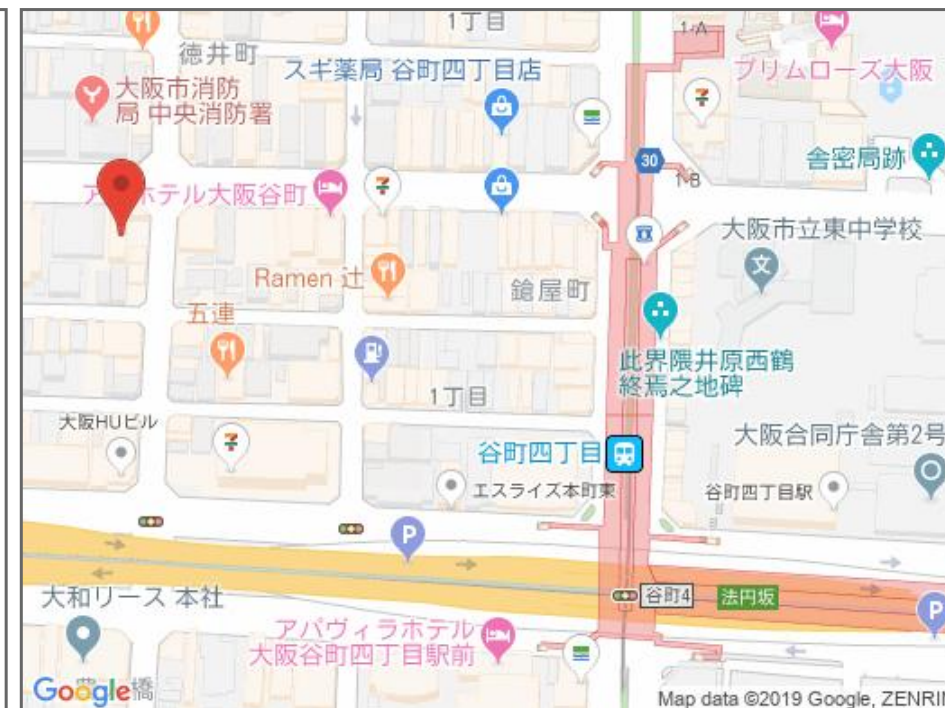 1丁目
1-A
徳井町
スギ薬局 谷町四丁目店
プリムローズ大阪
大阪市消防
局 中央消防署
30
舎密局跡
1-B
ホテル大阪谷町
大阪市立東中学校
文
Ramen 辻
鎗屋町
五連
此界隈井原西鶴
終焉之地碑
1丁目
大阪HUビル
谷町四丁目
大阪合同庁舎第2号
エスライズ本町東
谷町四丁目駅
P
谷町4
法円坂
P
大和リース 本社
アパヴィラホテル
大阪谷町四丁目駅前
Google
橋
Map data ©2019 Google, ZENRIN